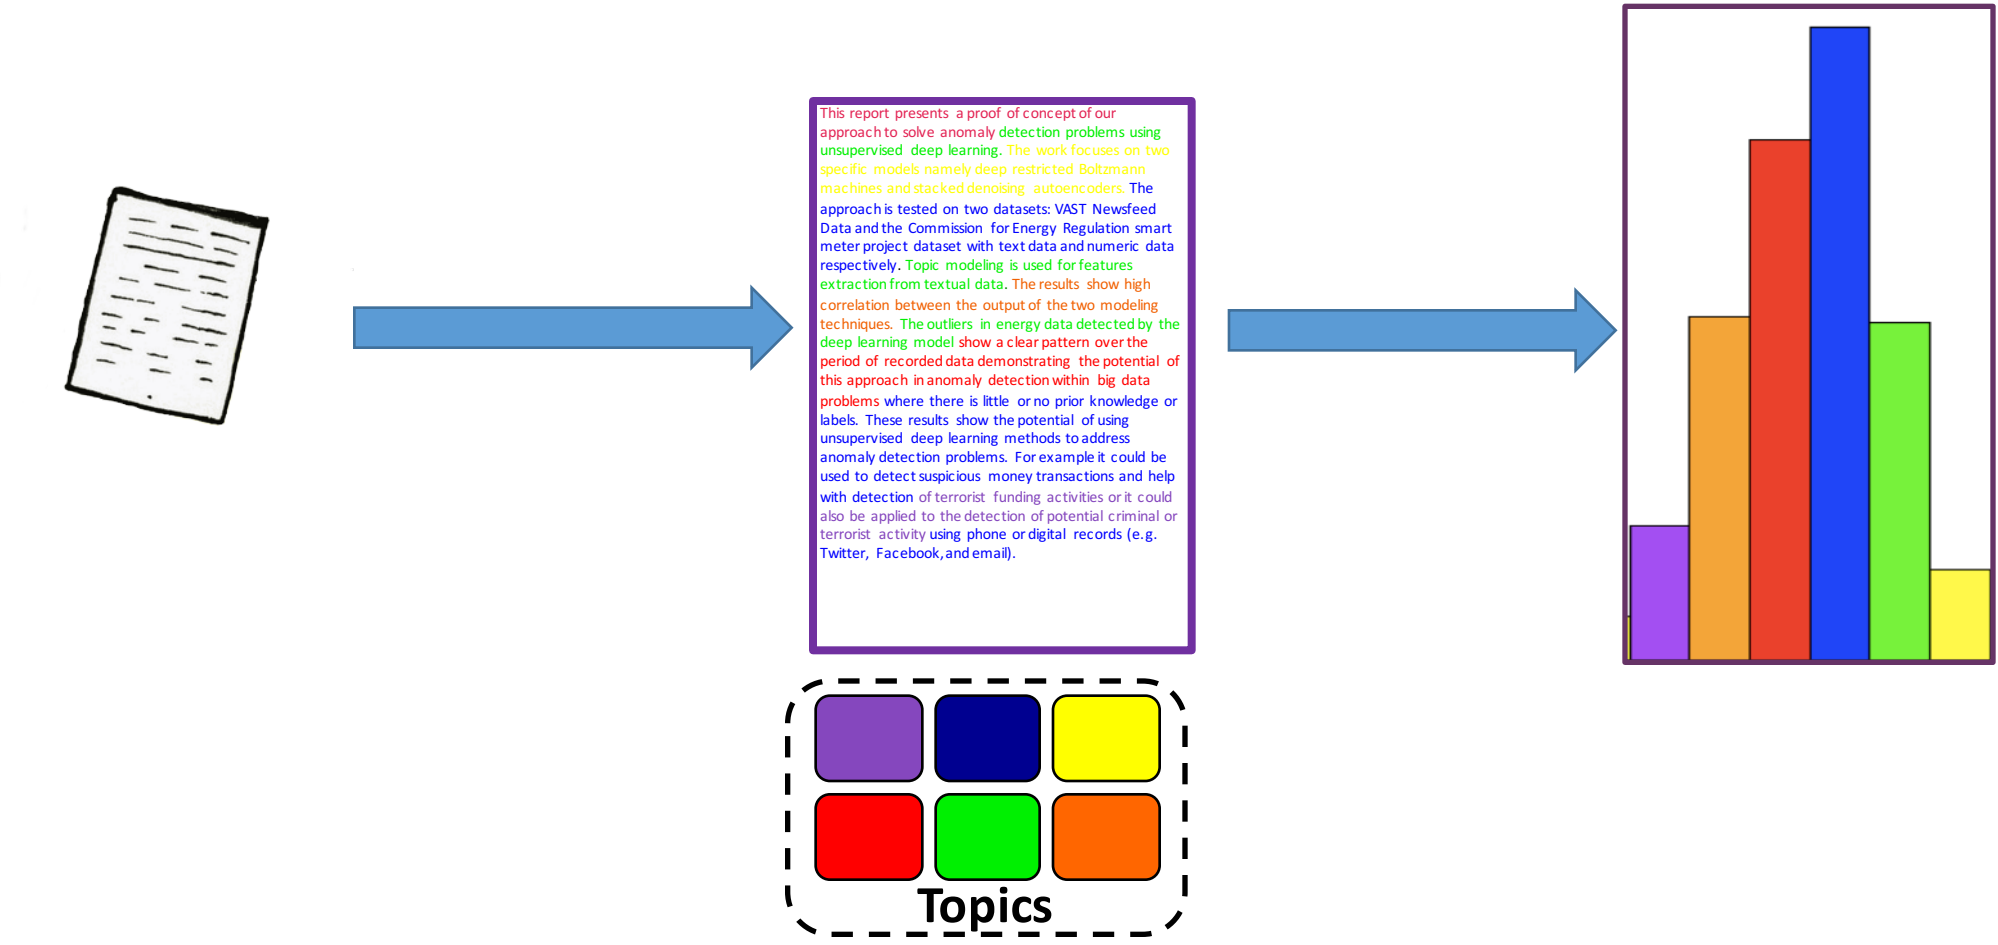 This report presents a proof of concept of our
approach to solve anomaly detection problems using
unsupervised deep learning. The work focuses on two
specific models namely deep restricted Boltzmann
machines and stacked denoising autoencoders. The
approach is tested on two datasets: VAST Newsfeed
Data and the Commission for Energy Regulation smart
meter project dataset with text data and numeric data
respectively. Topic modeling is used for features
extraction from textual data. The results show high
correlation between the output of the two modeling
techniques. The outliers in energy data detected by the
deep learning model show a clear pattern over the
period of recorded data demonstrating the potential of
this approach in anomaly detection within big data
problems where there is little or no prior knowledge or
labels. These results show the potential of using
unsupervised deep learning methods to address
anomaly detection problems. For example it could be
used to detect suspicious money transactions and help
with detection of terrorist funding activities or it could
also be applied to the detection of potential criminal or
terrorist activity using phone or digital records (e.g.
Twitter, Facebook, and email).
Topics